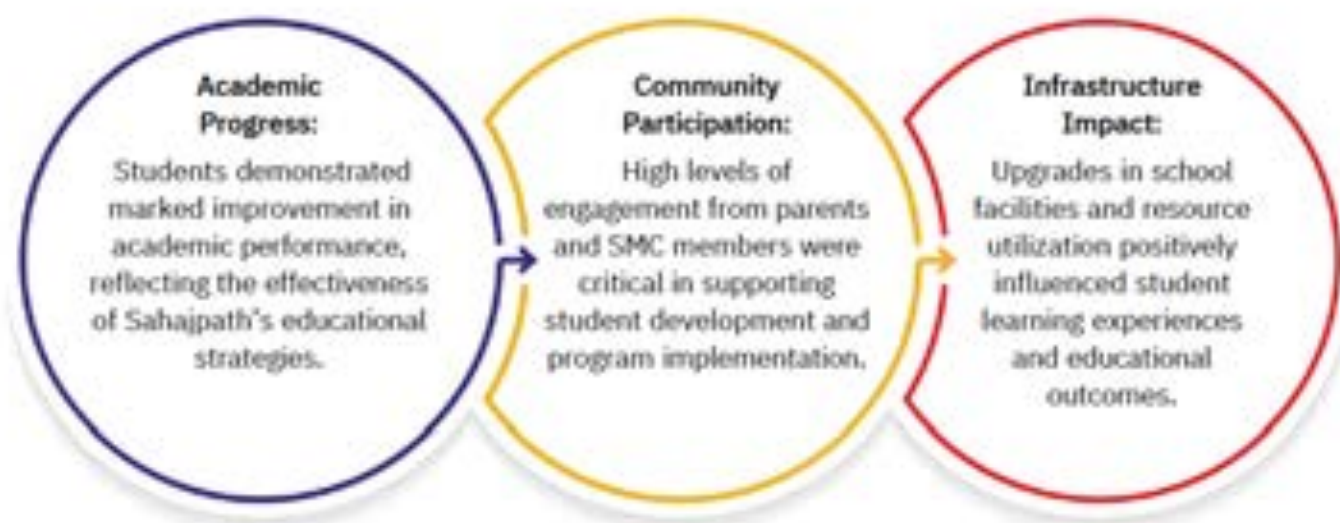 Academic
Progress:
Students demonstrated
marked improvement in
academic performance,
reflecting the effectiveness
of Sahajpath's educational
strategies.
Community
Participation:
High levels of
engagement from parents
and SMC members were
critical in supporting
student development and
program implementation.
Infrastructure
Impact:
Upgrades in school
facilities and resource
utilization positively
influenced student
learning experiences
and educational
outcomes.